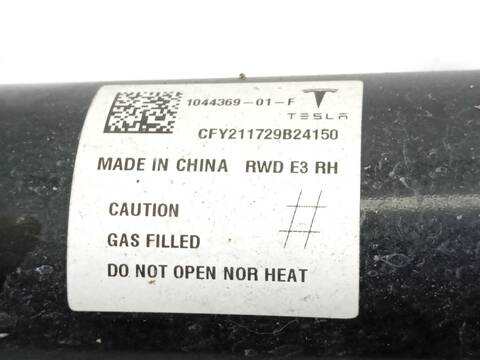 1044369-01-F
TESLA
CFY211729B24150
MADE IN CHINA RWD E3 RH
CAUTION
GAS FILLED
DO NOT OPEN NOR HEAT